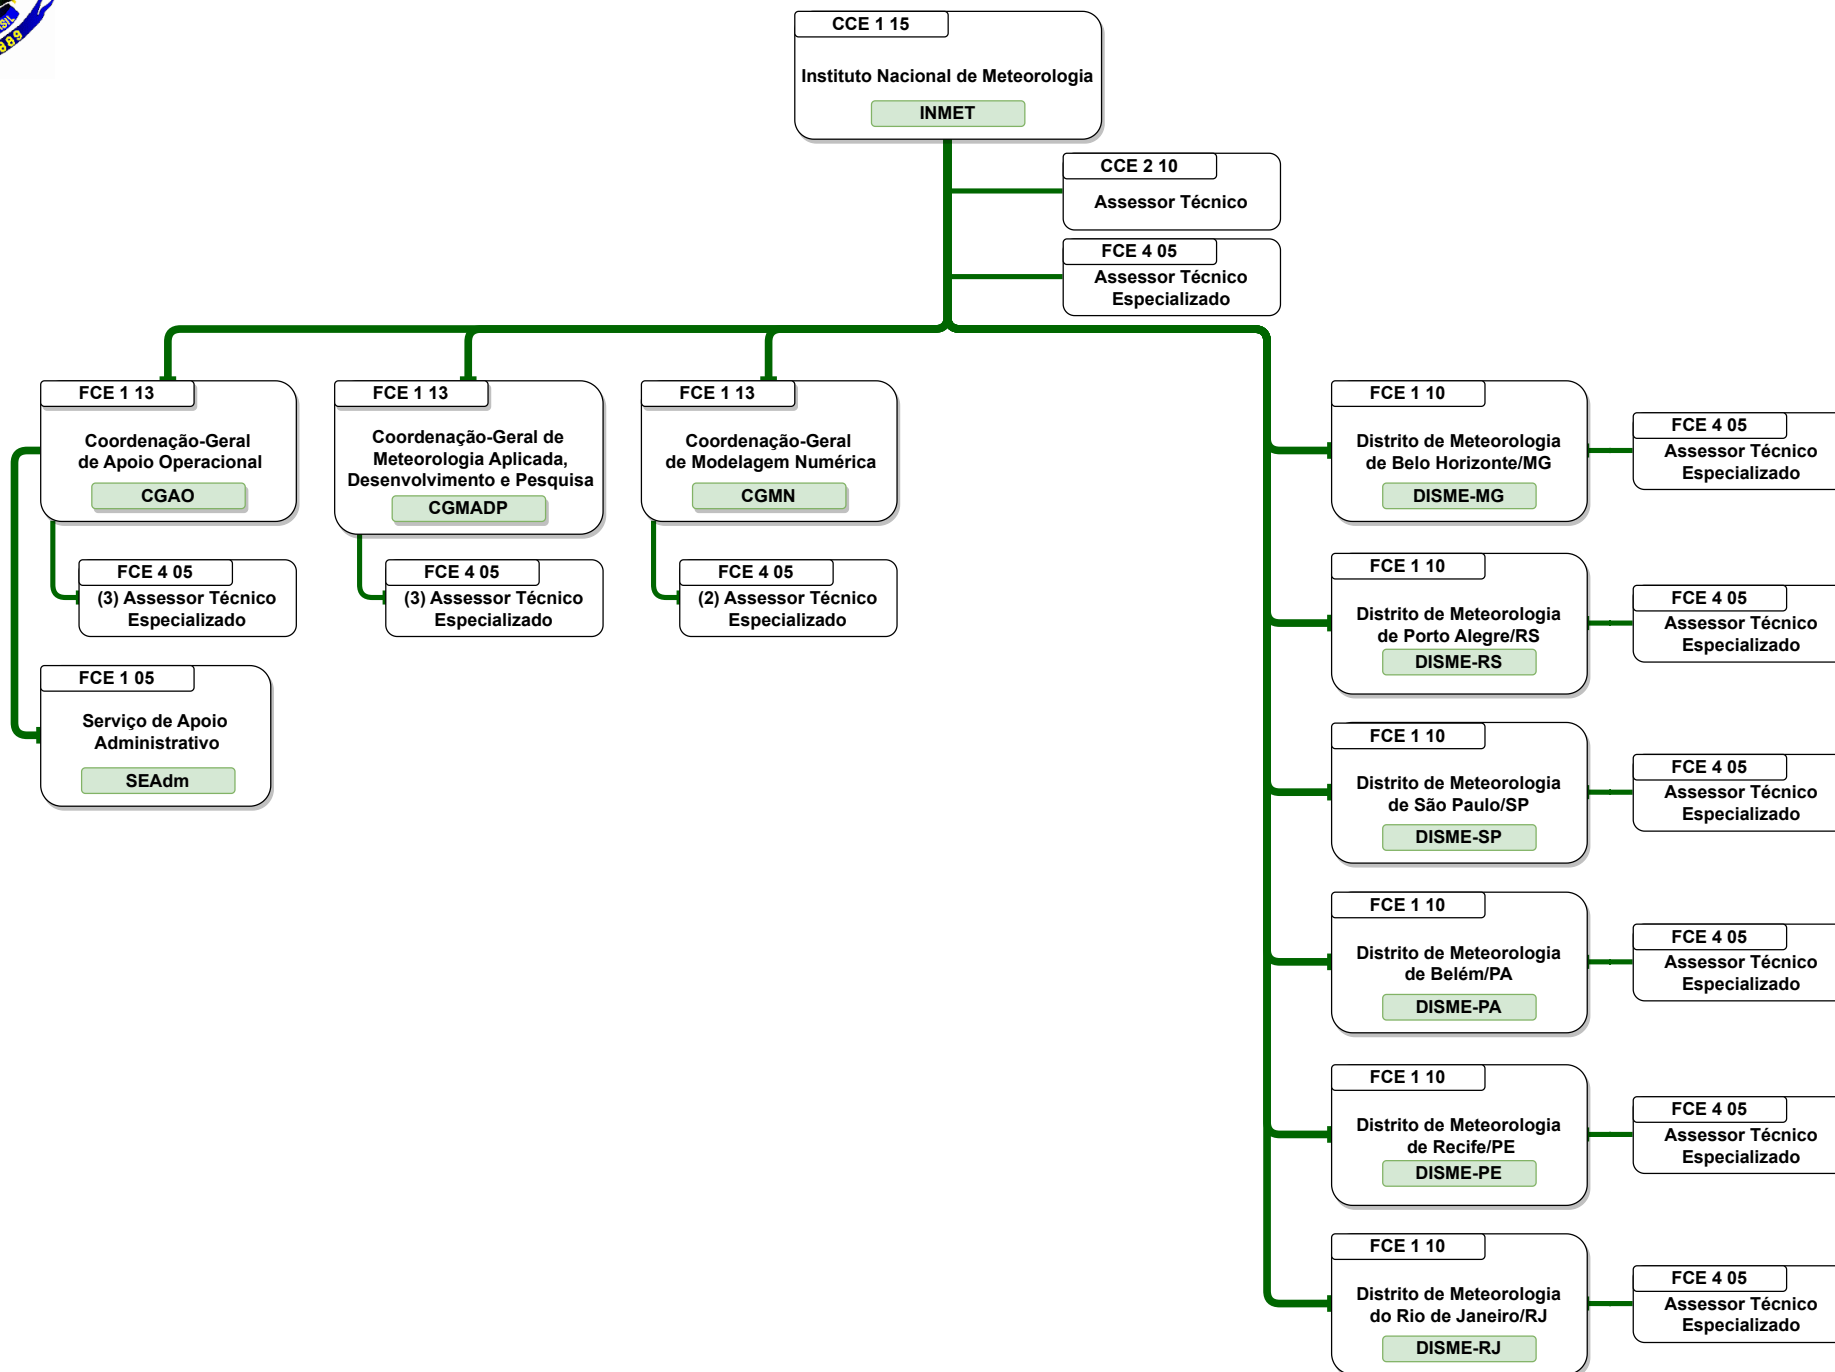 CCE 1 15
Instituto Nacional de Meteorologia
INMET
CCE 2 10
Assessor Técnico
FCE 4 05
Assessor Técnico
Especializado
FCE 1 13
Coordenação-Geral
de Apoio Operacional
CGAO
FCE 4 05
(3) Assessor Técnico
Especializado
FCE 1 05
Serviço de Apoio
Administrativo
SEAdm
FCE 1 13
Coordenação-Geral de
Meteorologia Aplicada,
Desenvolvimento e Pesquisa
CGMADP
FCE 4 05
(3) Assessor Técnico
Especializado
FCE 1 13
Coordenação-Geral
de Modelagem Numérica
CGMN
FCE 4 05
(2) Assessor Técnico
Especializado
FCE 1 10
Distrito de Meteorologia
de Belo Horizonte/MG
DISME-MG
FCE 4 05
Assessor Técnico
Especializado
FCE 1 10
Distrito de Meteorologia
de Porto Alegre/RS
DISME-RS
FCE 4 05
Assessor Técnico
Especializado
FCE 1 10
Distrito de Meteorologia
de São Paulo/SP
DISME-SP
FCE 4 05
Assessor Técnico
Especializado
FCE 1 10
Distrito de Meteorologia
de Belém/PA
DISME-PA
FCE 4 05
Assessor Técnico
Especializado
FCE 1 10
Distrito de Meteorologia
de Recife/PE
DISME-PE
FCE 4 05
Assessor Técnico
Especializado
FCE 1 10
Distrito de Meteorologia
do Rio de Janeiro/RJ
DISME-RJ
FCE 4 05
Assessor Técnico
Especializado